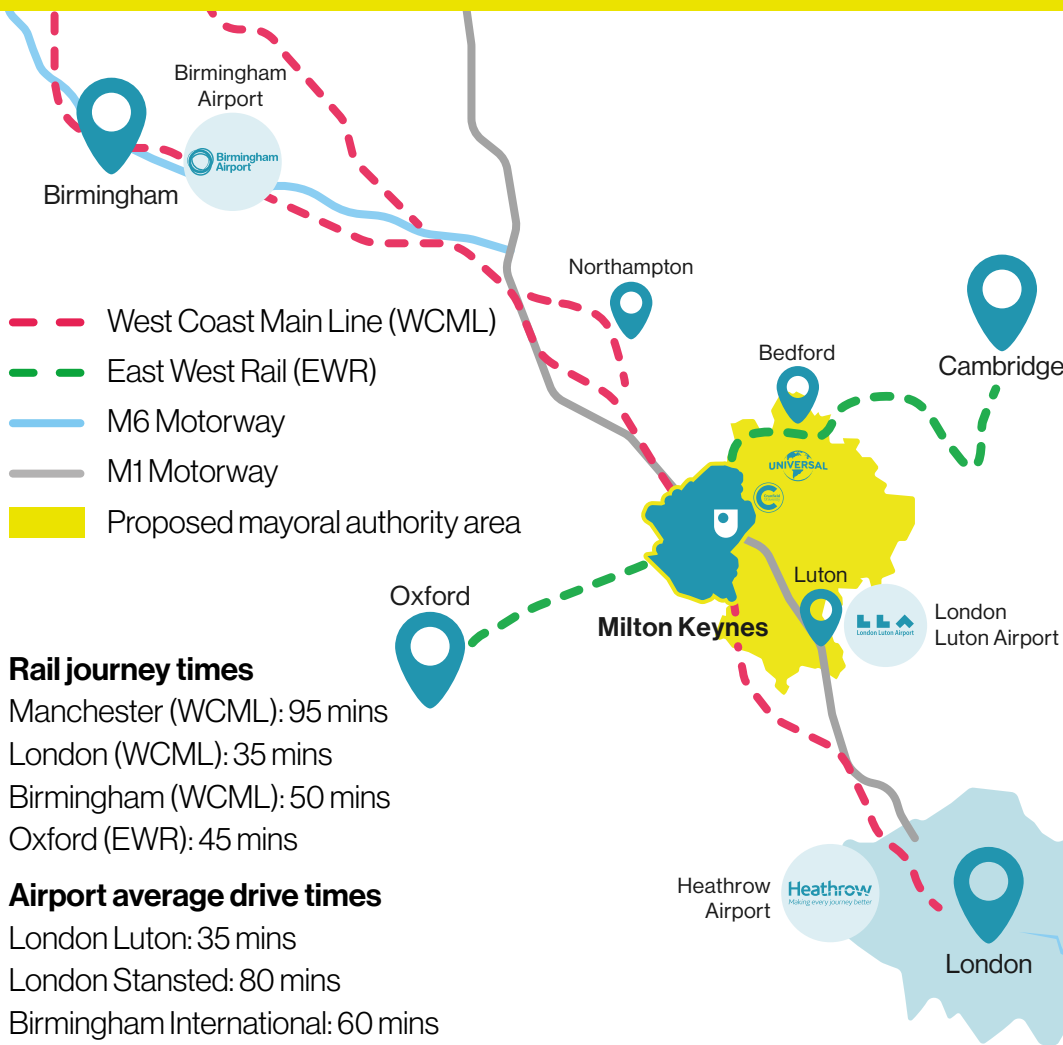 Birmingham
Airport
Birmingham
Airport
Birmingham
Northampton
West Coast Main Line (WCML)
East West Rail (EWR)
M6 Motorway
M1 Motorway
Proposed mayoral authority area
Bedford
Cambridge
UNIVERSAL
Oxford
Luton
Milton Keynes
London Luton Airport
London
Luton Airport
Rail journey times
Manchester (WCML): 95 mins
London (WCML): 35 mins
Birmingham (WCML): 50 mins
Oxford (EWR): 45 mins
Airport average drive times
London Luton: 35 mins
London Stansted: 80 mins
Birmingham International: 60 mins
Heathrow
Airport
Heathrow
Making every journey better
London